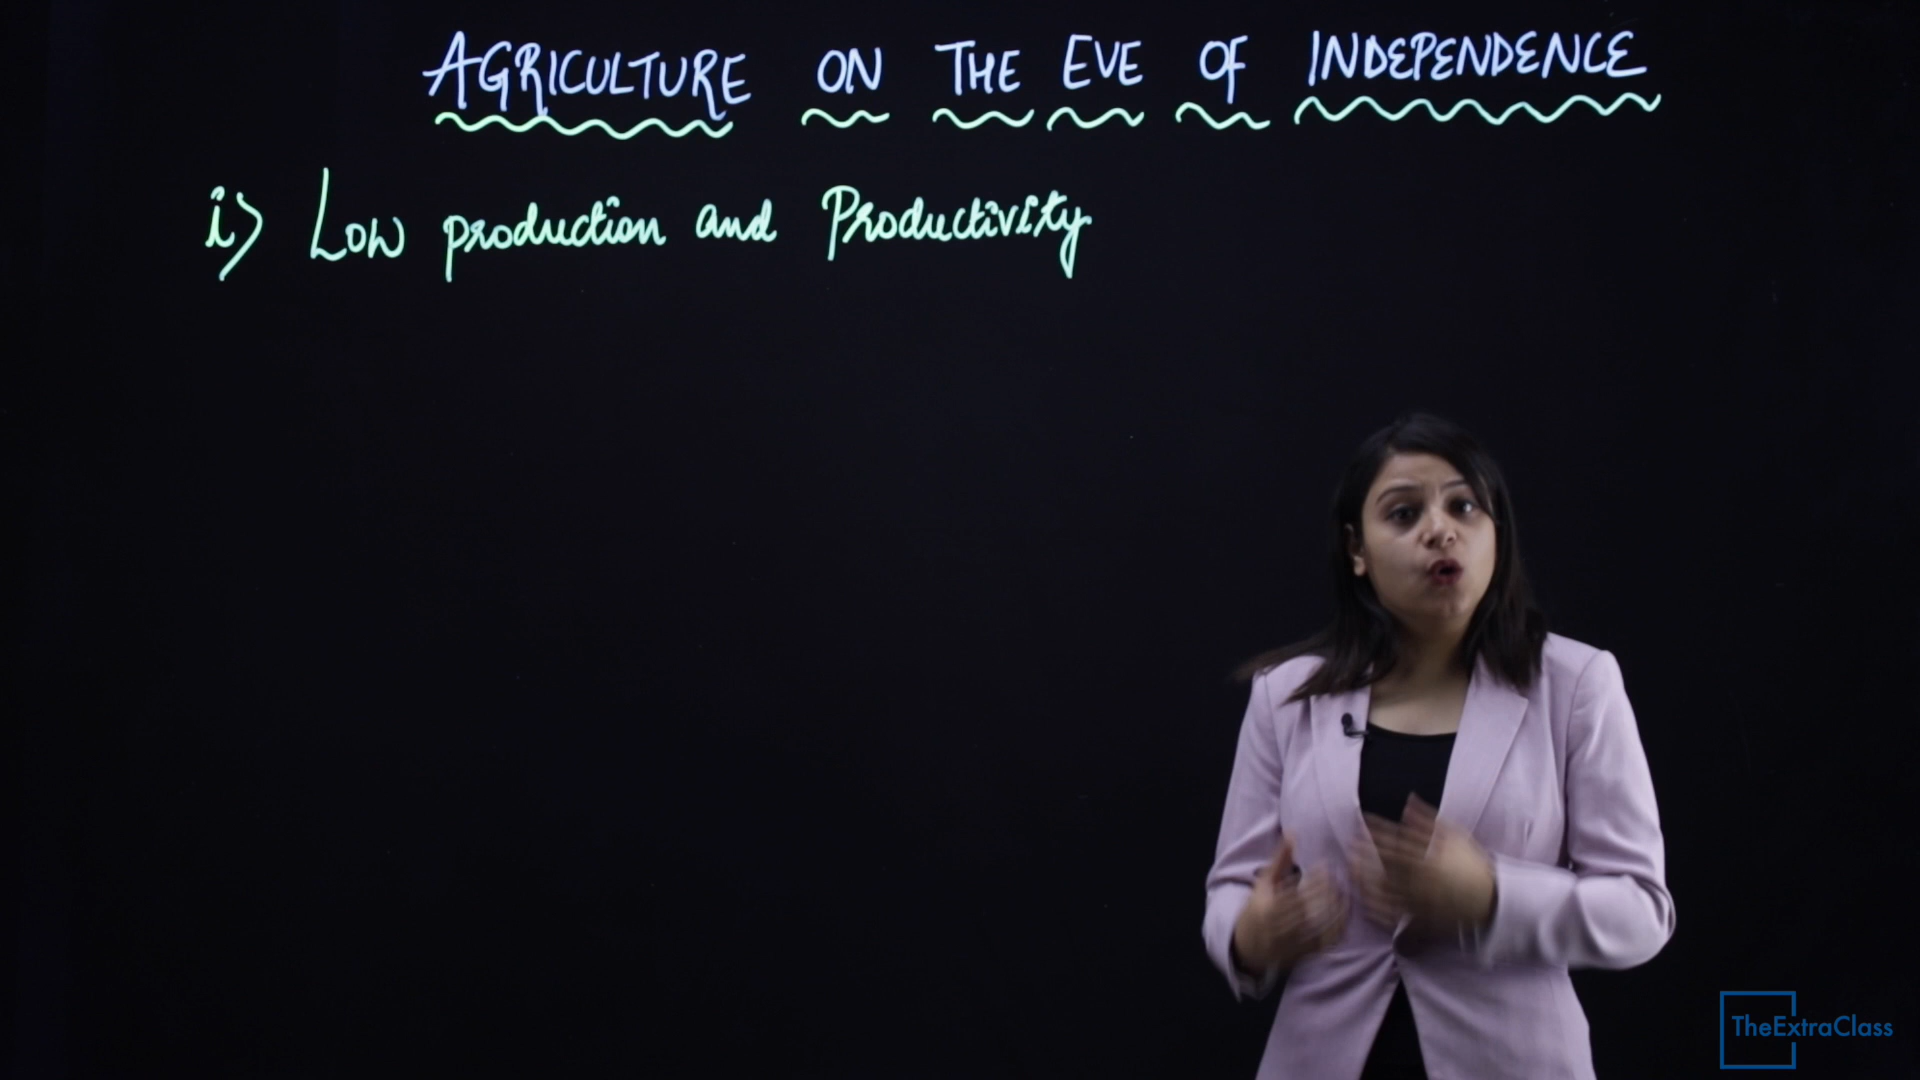 AGRICULTURE ON THE EVE OF INDEPENDENCE
i) Low production and Productivity
TheExtraClass